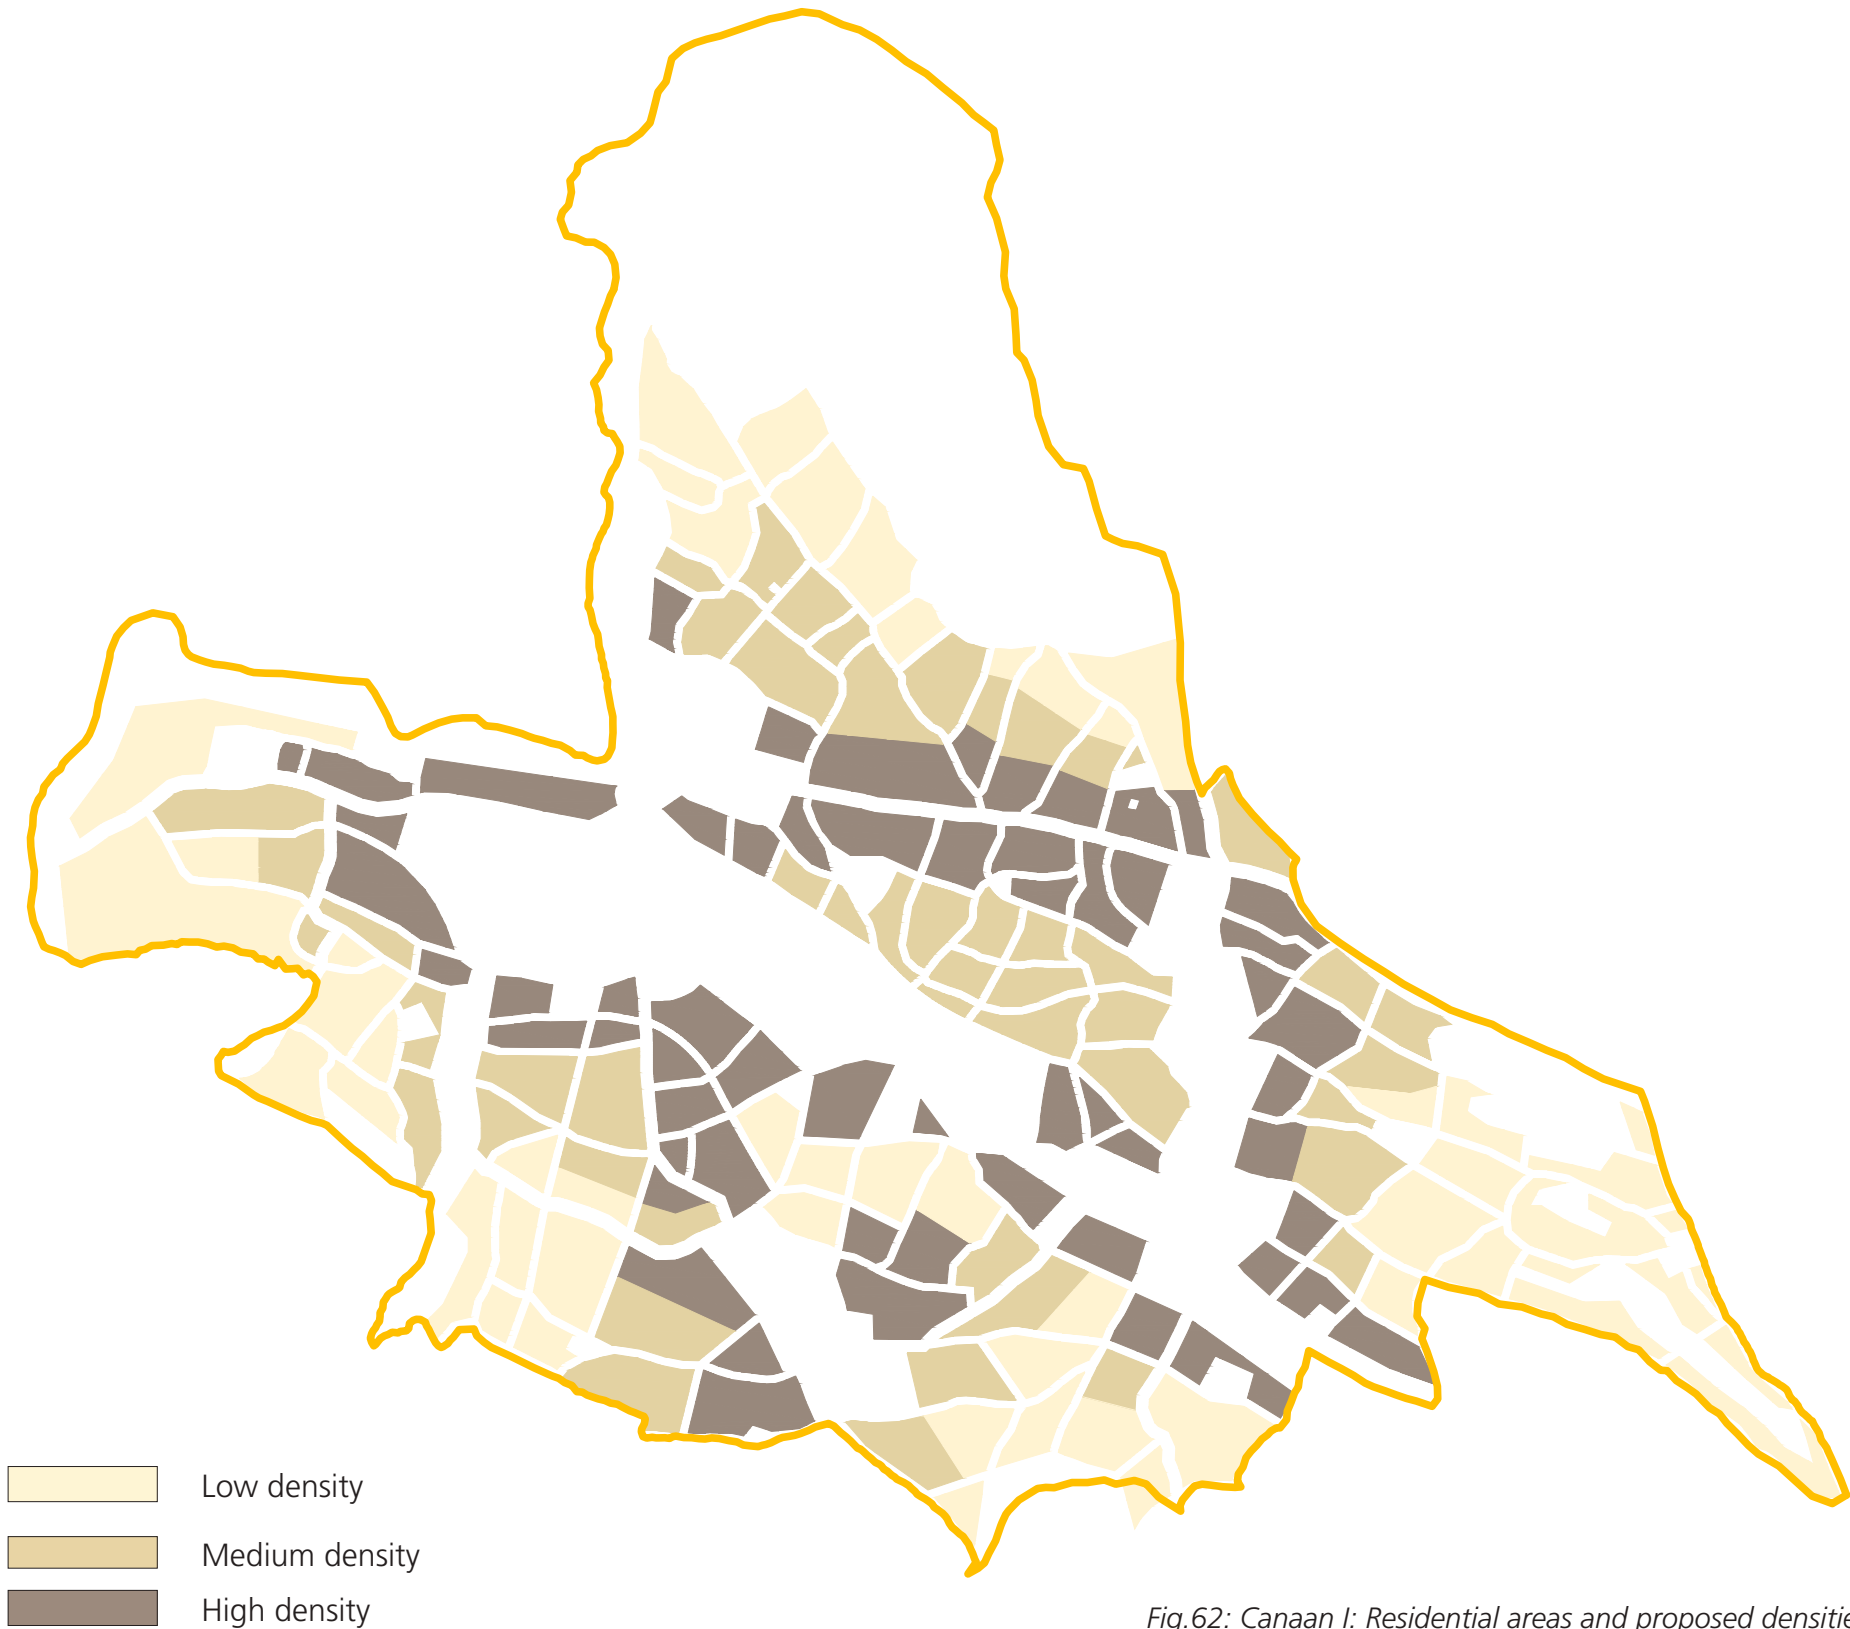 Low density
Medium density
High density
Fig.62: Canaan I: Residential areas and proposed densitie